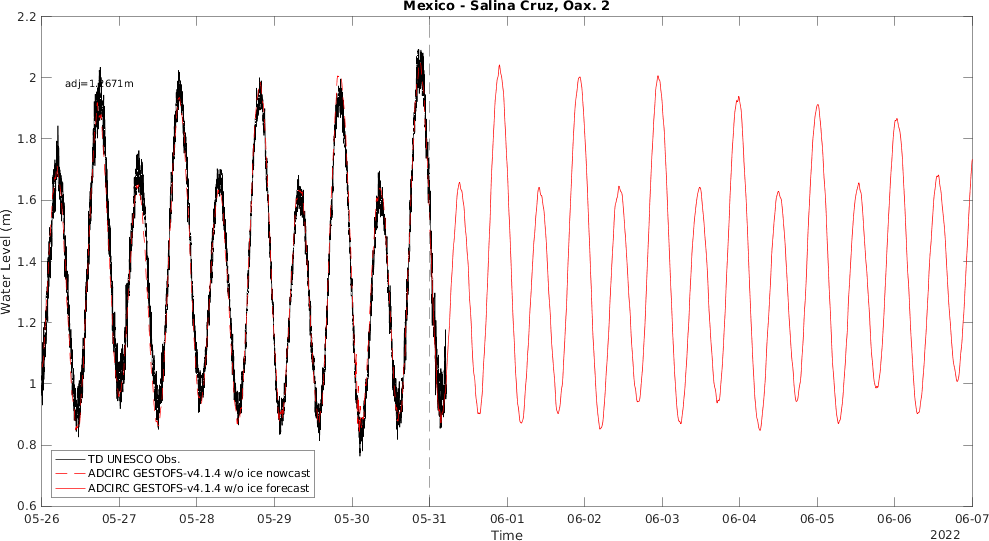 Mexico - Salina Cruz, Oax. 2
2.2
2
1.8
1.6
1.4
1.2
1
0.8
0.6
Water Level (m)
TD UNESCO Obs.
ADCIRC GESTOFS-v4.1.4 w/o ice nowcast
ADCIRC GESTOFS-v4.1.4 w/o ice forecast
05-26 05-27 05-28 05-29 05-30 05-31 06-01 06-02 06-03 06-04 06-05 06-06 06-07
Time
2022